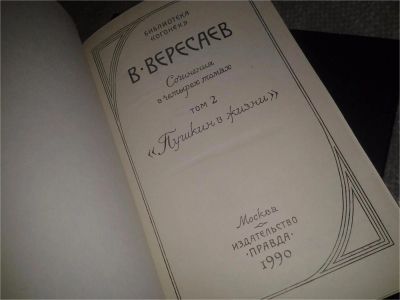 БИБЛИОТЕКА
«ОГОНЕК»
В·ВЕРЕСАЕВ
Сочинения
в четырех томах
ТОМ 2
«Пушкин в жизни»
Москва
ИЗДАТЕЛЬСТВО
·ПРАВДА·
1990